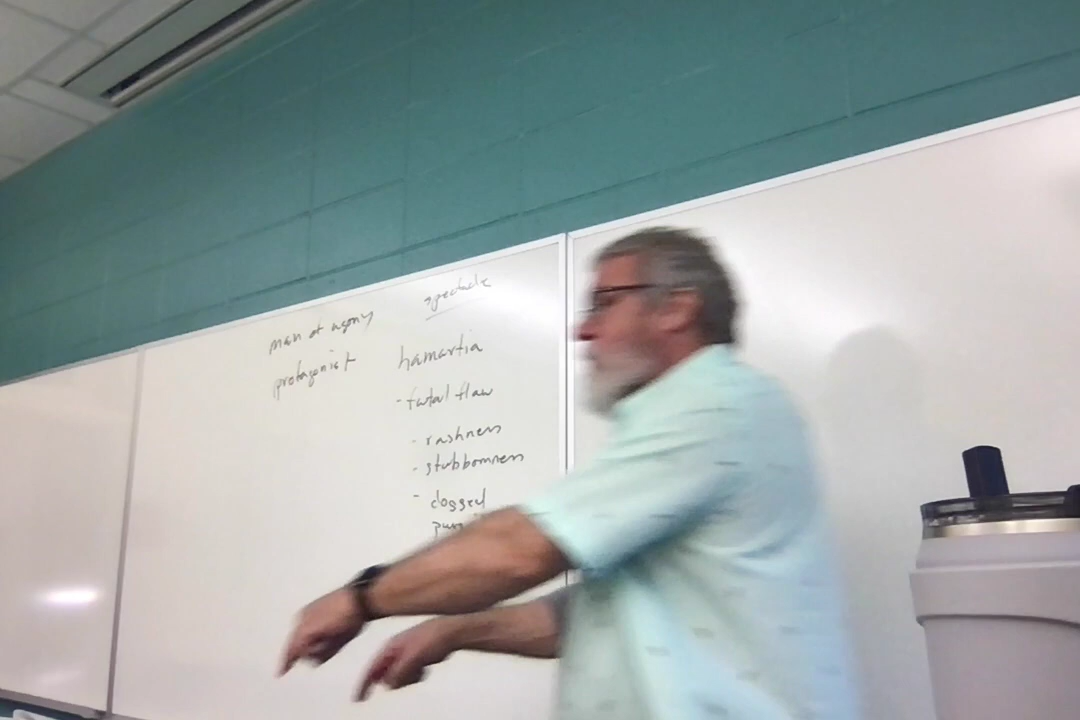 man at agony
protagonist
spectacle
hamartia
- fatal flaw
- rashness
- stubbornness
- dogged